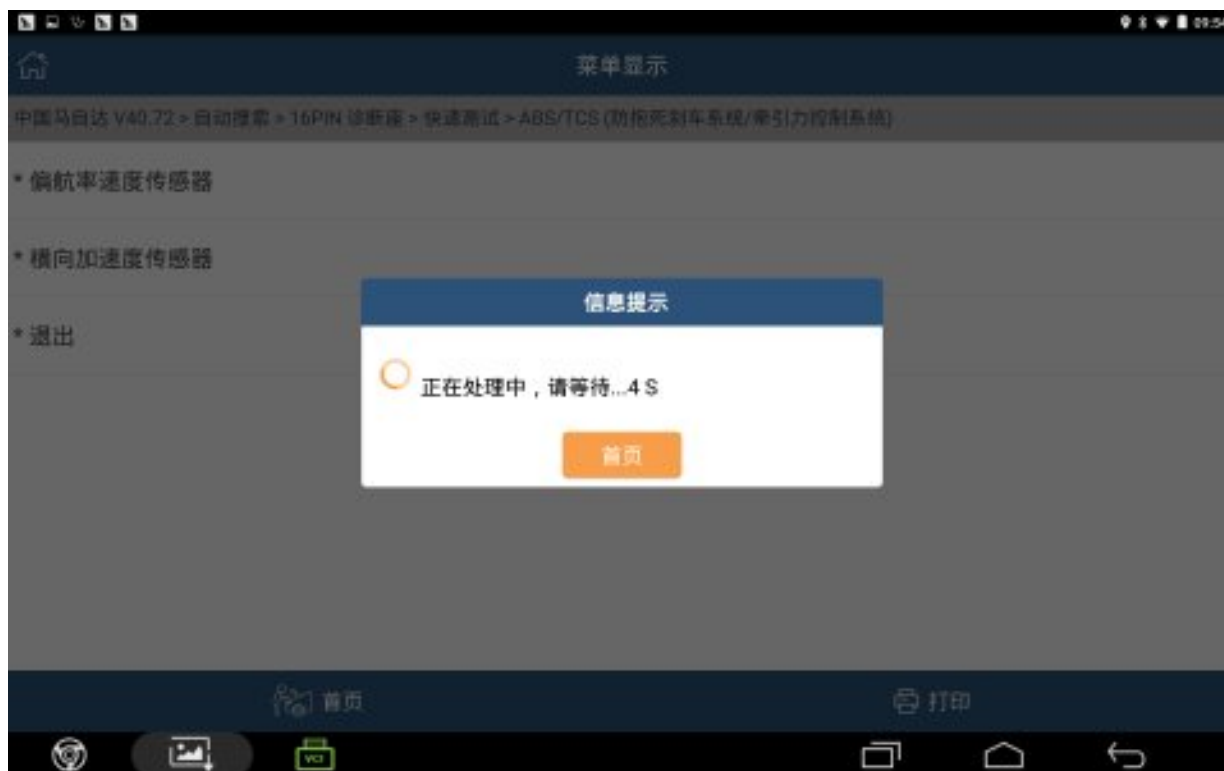 09:54
菜单显示
中国马自达 V40.72 > 自动搜索 > 16PIN 诊断座 > 快速测试 > ABS/TCS (防抱死刹车系统/牵引力控制系统)
* 偏航率速度传感器
* 横向加速度传感器
* 退出
信息提示
正在处理中，请等待...4 S
首页
首页
打印
VCI